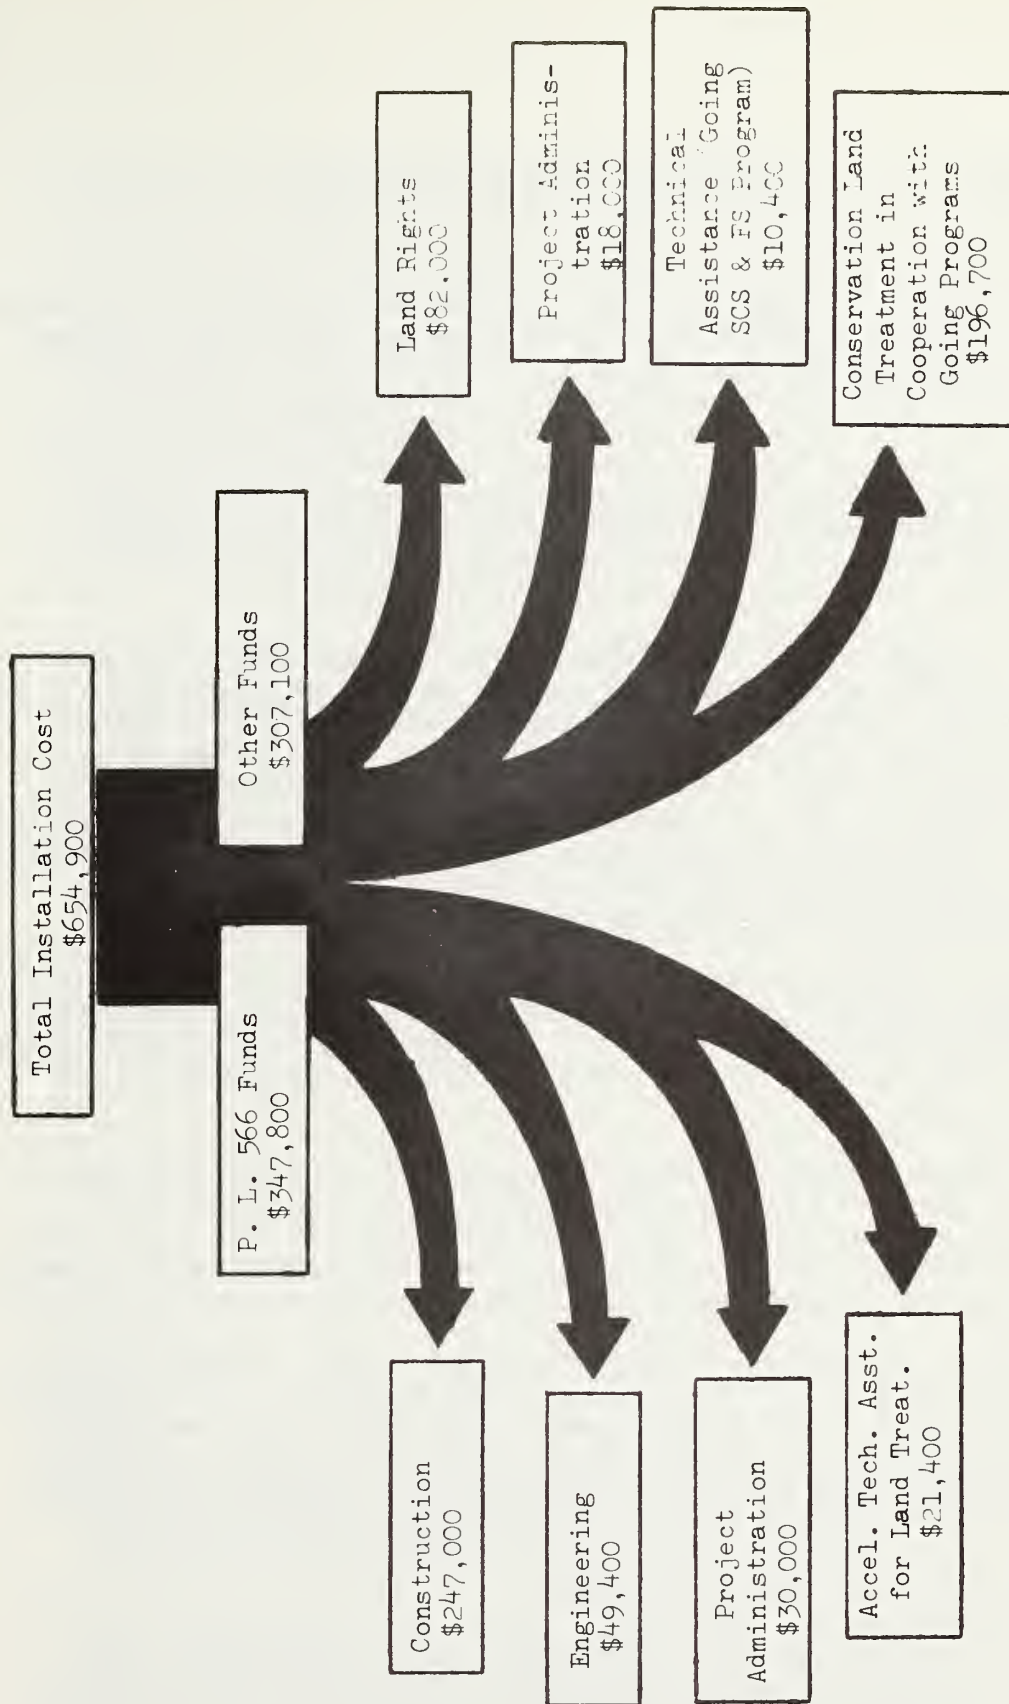 Total Installation Cost
$654,900
P. L. 566 Funds
$347,800
Other Funds
$307,100
Construction
$247,000
Engineering
$49,400
Project
Administration
$30,000
Accel. Tech. Asst.
for Land Treat.
$21,400
Land Rights
$82,000
Project Adminis-
tration
$18,000
Technical
Assistance (Going
SCS & FS Program)
$10,400
Conservation Land
Treatment in
Cooperation with
Going Programs
$196,700